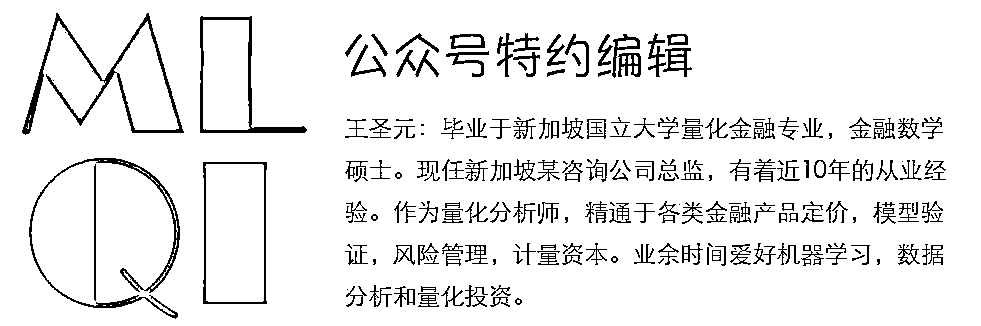 ML
QI
公众号特约编辑
王圣元：毕业于新加坡国立大学量化金融专业，金融数学
硕士。现任新加坡某咨询公司总监，有着近10年的从业经
验。作为量化分析师，精通于各类金融产品定价，模型验
证，风险管理，计量资本。业余时间爱好机器学习，数据
分析和量化投资。